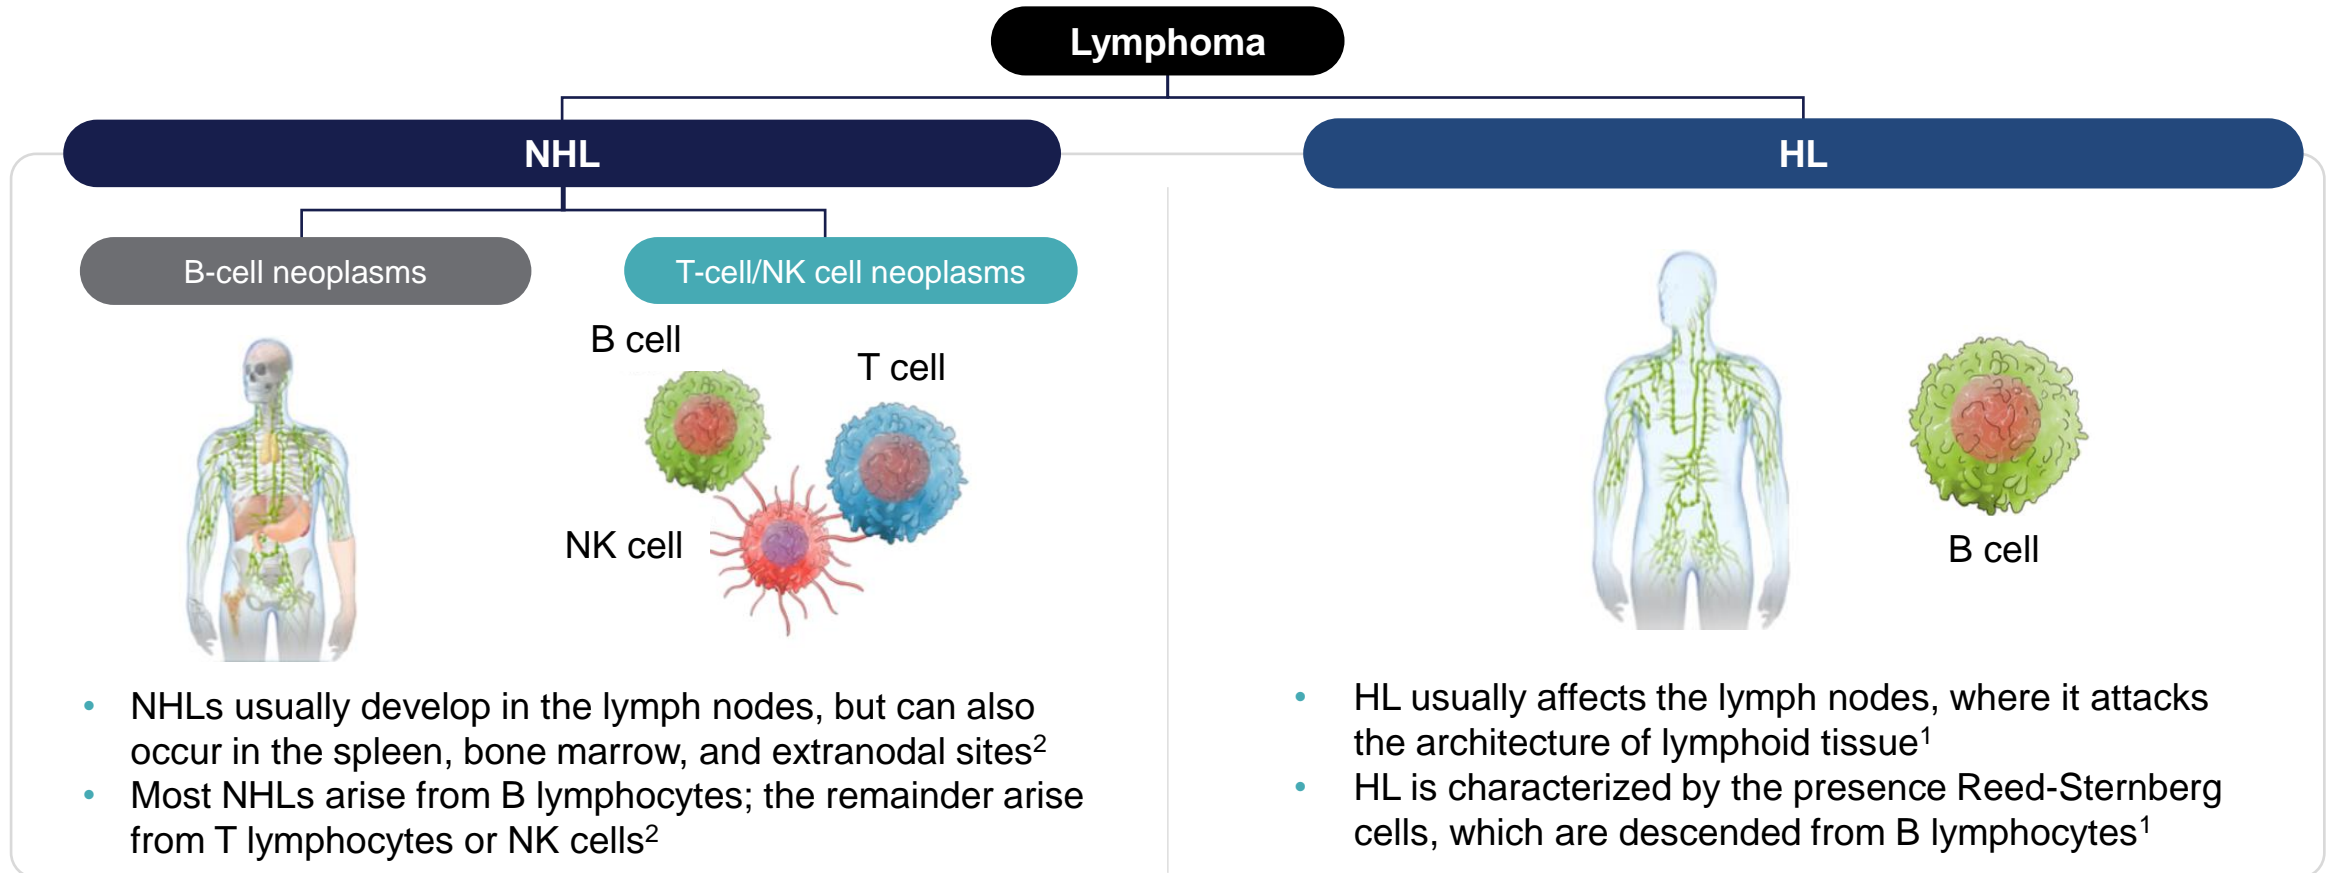 Lymphoma
NHL
HL
B-cell neoplasms
T-cell/NK cell neoplasms
B cell
T cell
NK cell
B cell
• NHLs usually develop in the lymph nodes, but can also
occur in the spleen, bone marrow, and extranodal sites²
• Most NHLs arise from B lymphocytes; the remainder arise
from T lymphocytes or NK cells²
• HL usually affects the lymph nodes, where it attacks
the architecture of lymphoid tissue¹
• HL is characterized by the presence Reed-Sternberg
cells, which are descended from B lymphocytes¹